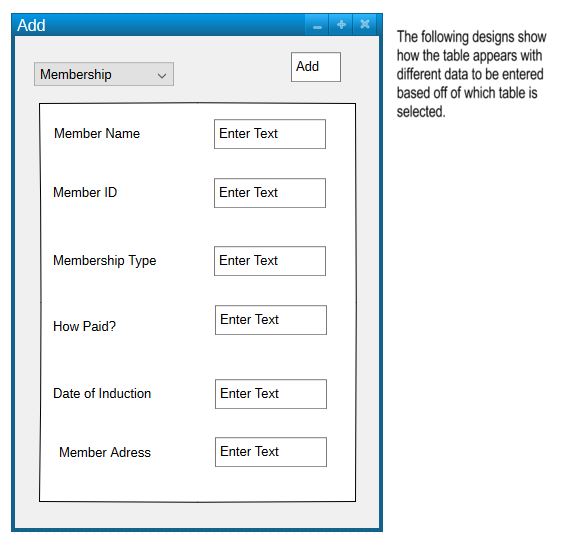 Add
Membership
Add
Member Name
Enter Text
Member ID
Enter Text
Membership Type
Enter Text
How Paid?
Enter Text
Date of Induction
Enter Text
Member Adress
Enter Text
The following designs show
how the table appears with
different data to be entered
based off of which table is
selected.